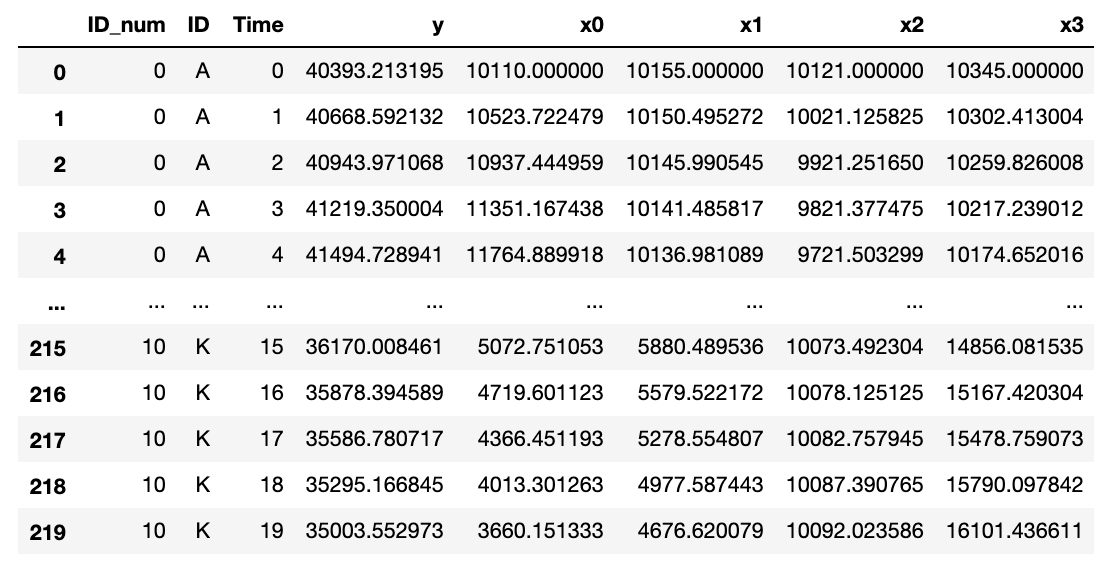 ID_num ID Time y x0 x1 x2 x3
0 0 A 0 40393.213195 10110.000000 10155.000000 10121.000000 10345.000000
1 0 A 1 40668.592132 10523.722479 10150.495272 10021.125825 10302.413004
2 0 A 2 40943.971068 10937.444959 10145.990545 9921.251650 10259.826008
3 0 A 3 41219.350004 11351.167438 10141.485817 9821.377475 10217.239012
4 0 A 4 41494.728941 11764.889918 10136.981089 9721.503299 10174.652016
... ... ... ... ... ... ... ... ...
215 10 K 15 36170.008461 5072.751053 5880.489536 10073.492304 14856.081535
216 10 K 16 35878.394589 4719.601123 5579.522172 10078.125125 15167.420304
217 10 K 17 35586.780717 4366.451193 5278.554807 10082.757945 15478.759073
218 10 K 18 35295.166845 4013.301263 4977.587443 10087.390765 15790.097842
219 10 K 19 35003.552973 3660.151333 4676.620079 10092.023586 16101.436611